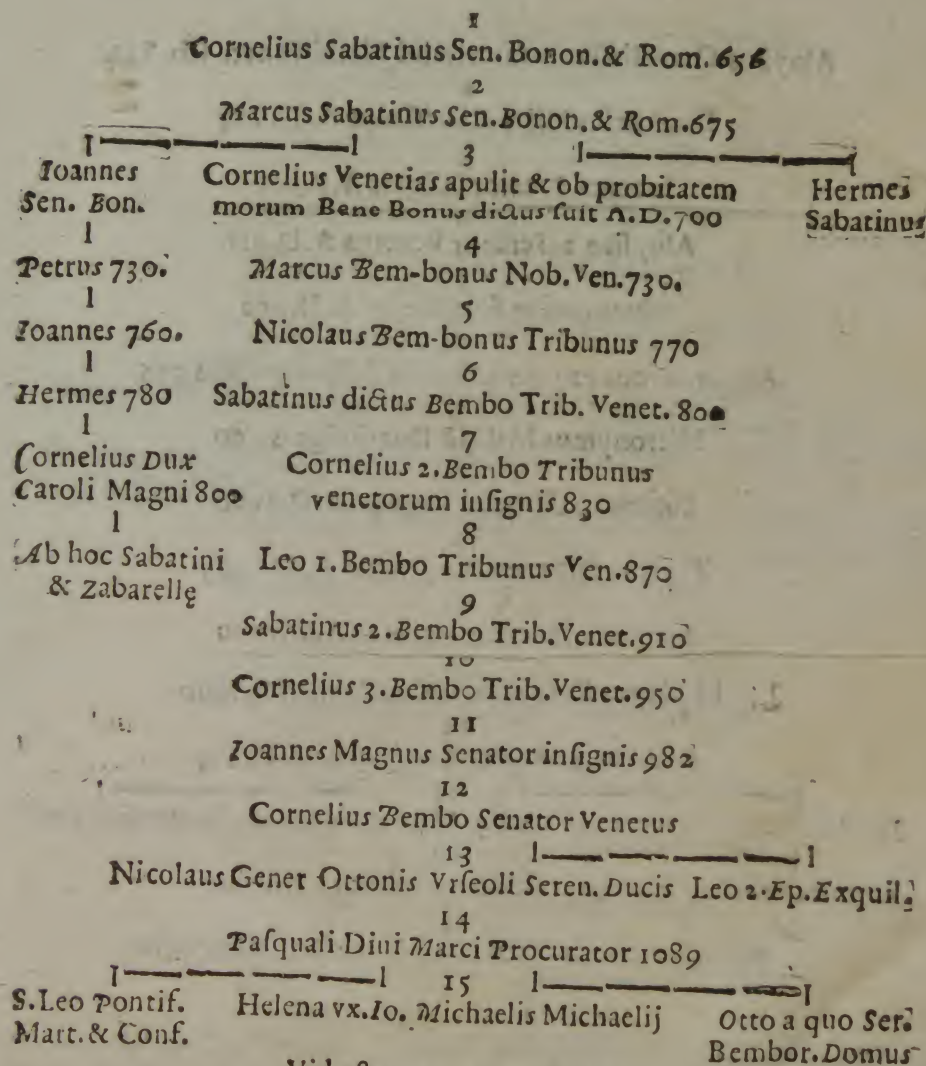 1
Cornelius Sabatinus Sen. Bonon. & Rom. 656
2
Marcus Sabatinus Sen. Bonon. & Rom. 675
3
Ioannes
Sen. Bon.
Cornelius Venetias apulit & ob probitatem
morum Bene Bonus dictus fuit A.D. 700
Hermes
Sabatinus
4
Petrus 730.
Marcus Bem-bonus Nob. Ven. 730.
5
Ioannes 760.
Nicolaus Bem-bonus Tribunus 770
6
Hermes 780
Sabatinus dictus Bembo Trib. Venet. 800
7
Cornelius Dux
Caroli Magni 800
Cornelius 2. Bembo Tribunus
venetorum insignis 830
8
Ab hoc Sabatini
& Zabarellę
Leo 1. Bembo Tribunus Ven. 870
9
Sabatinus 2. Bembo Trib. Venet. 910
10
Cornelius 3. Bembo Trib. Venet. 950
11
Ioannes Magnus Senator insignis 982
12
Cornelius Bembo Senator Venetus
13
Nicolaus Gener Ottonis Vrseoli Seren. Ducis
Leo 2. Ep. Exquil.
14
Pasquali Diui Marci Procurator 1089
15
S. Leo Pontif.
Mart. & Conf.
Helena vx. Io. Michaelis Michaelij
Otto a quo Ser.
Bembor. Domus